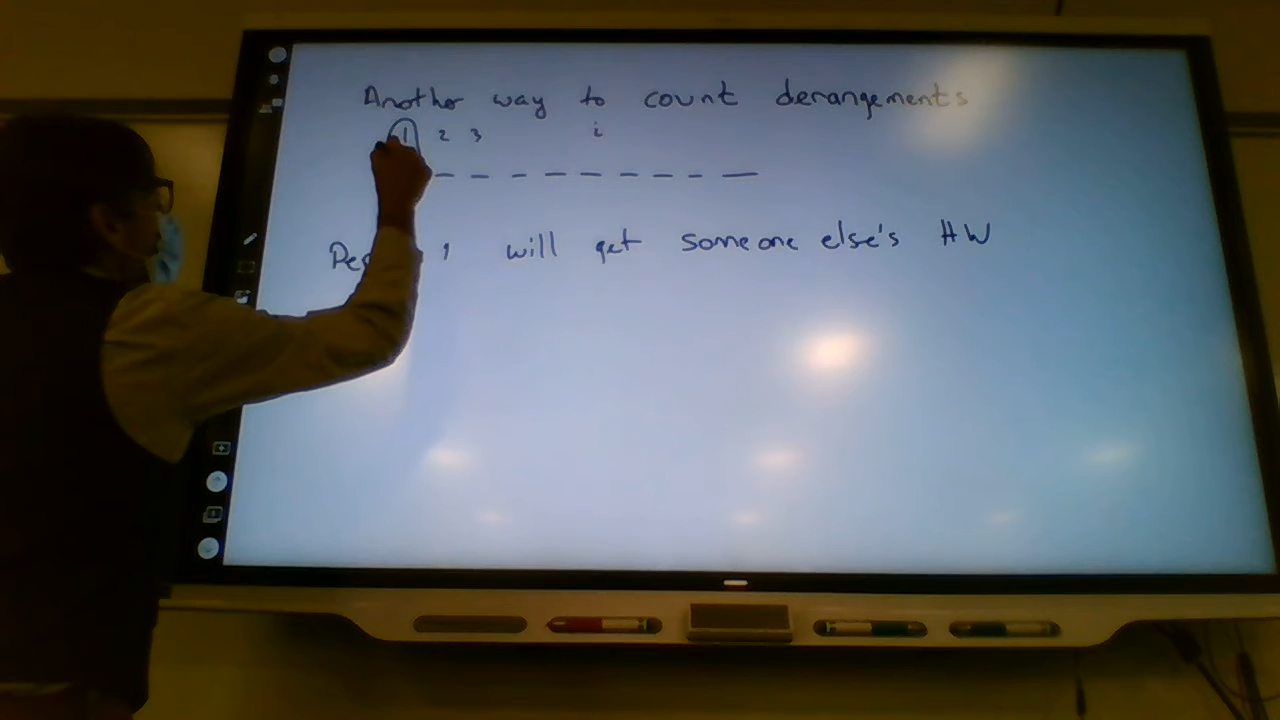 Another way to count derangements
1 2 3 i
1 will get someone else's HW